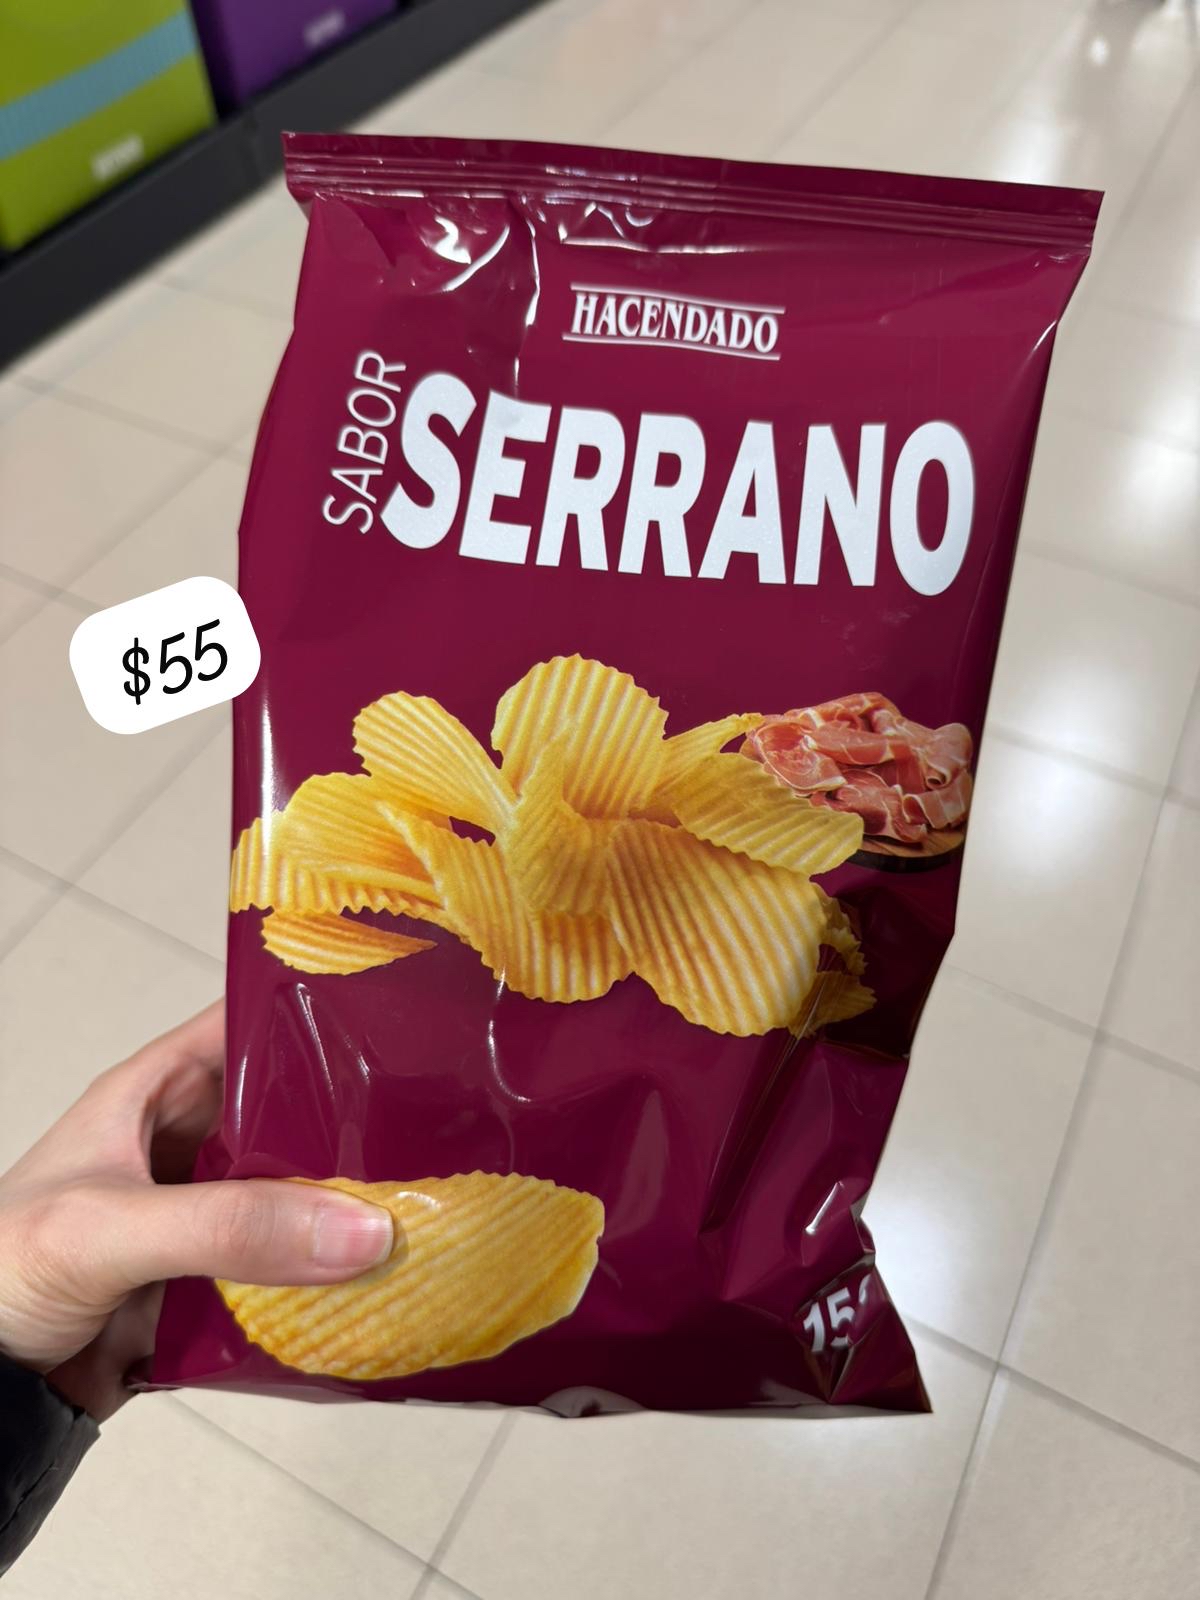 HACENDADO
SABOR
SERRANO
$55